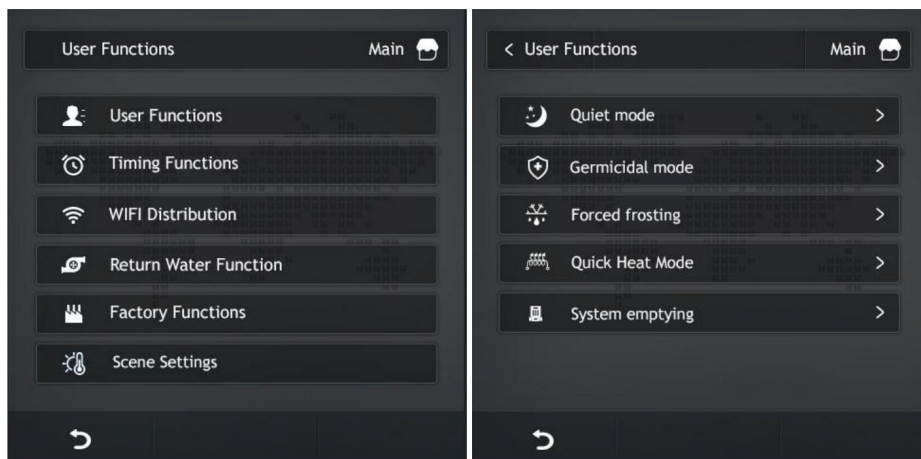 User Functions Main
User Functions
Timing Functions
WIFI Distribution
Return Water Function
Factory Functions
Scene Settings
< User Functions Main
Quiet mode >
Germicidal mode >
Forced frosting >
Quick Heat Mode >
System emptying >